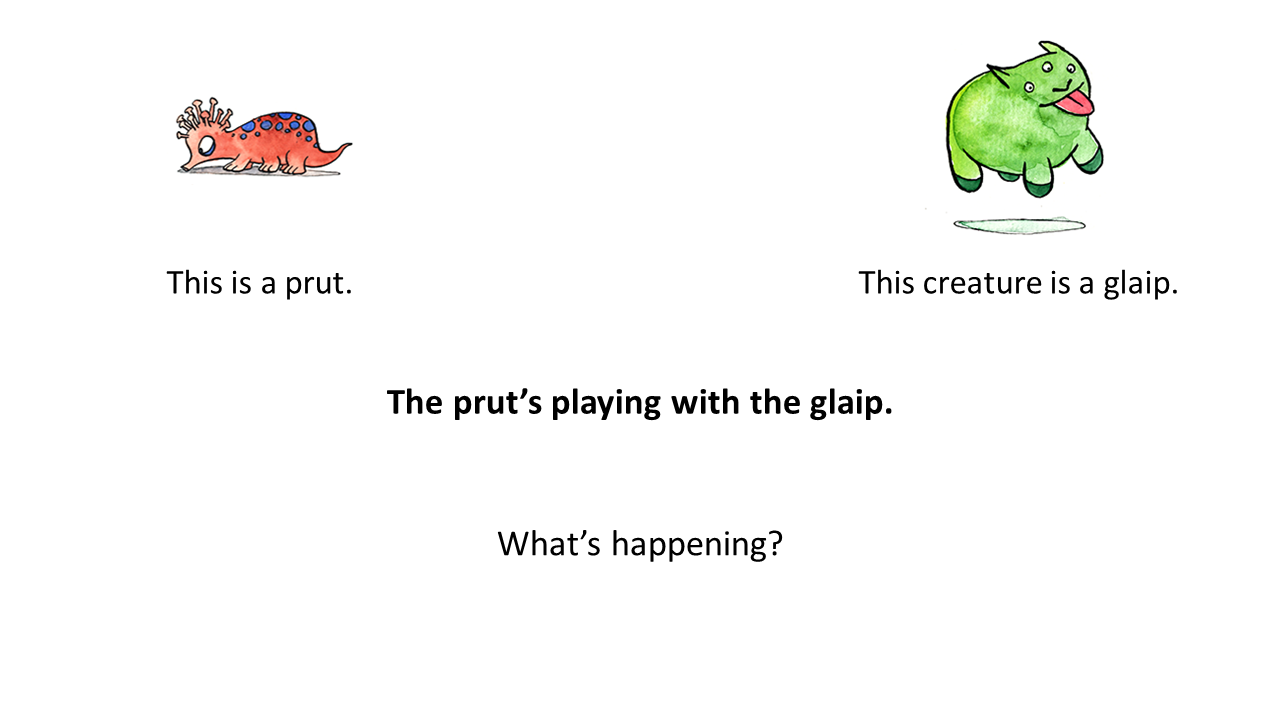 This is a prut.
This creature is a glaip.
The prut’s playing with the glaip.
What’s happening?